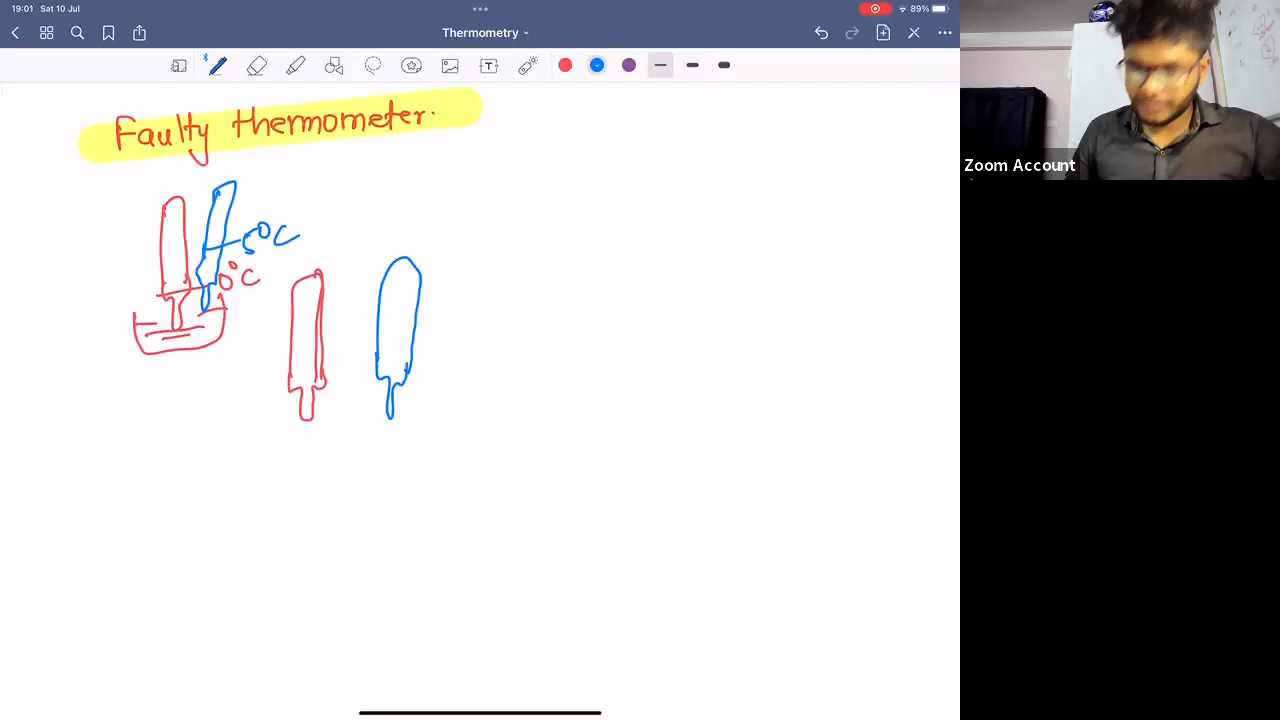 19:01 Sat 10 Jul
89%
Thermometry
T
Faulty thermometer.
5°C
0°C
Zoom Account